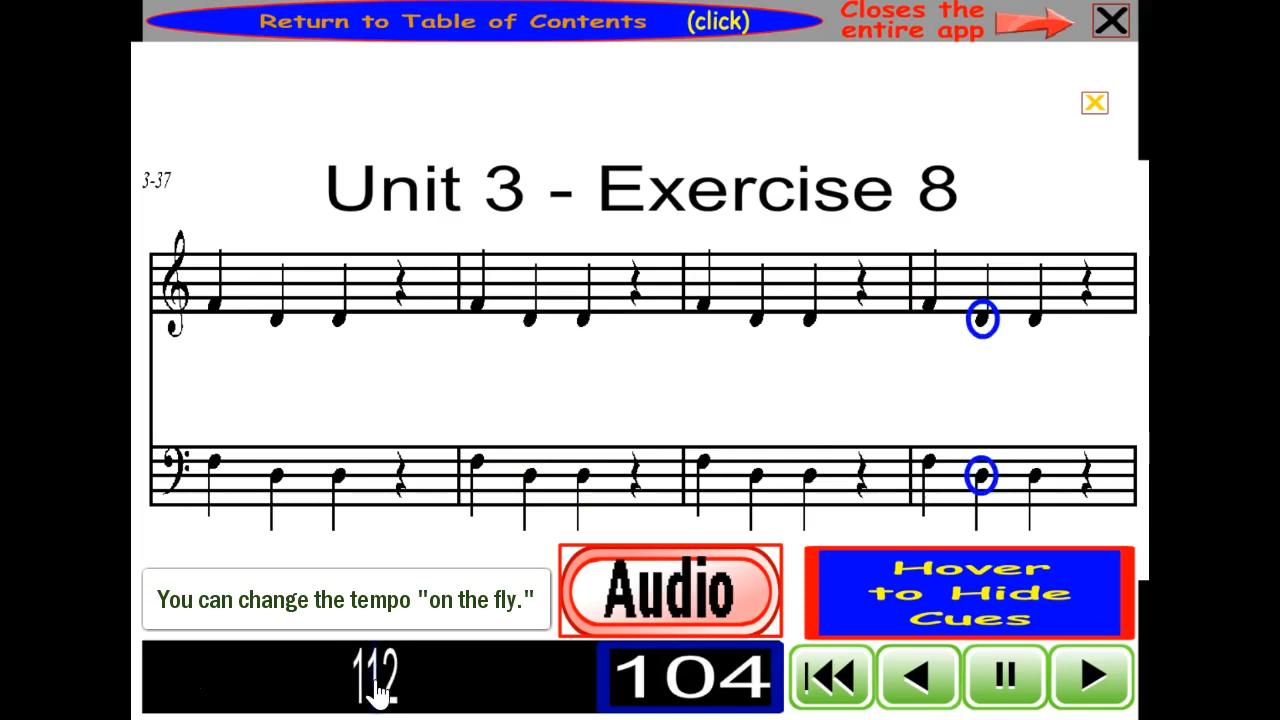 Return to Table of Contents (click)
Closes the
entire app
3-37
Unit 3 - Exercise 8
You can change the tempo "on the fly."
Audio
Hover
to Hide
Cues
112
104